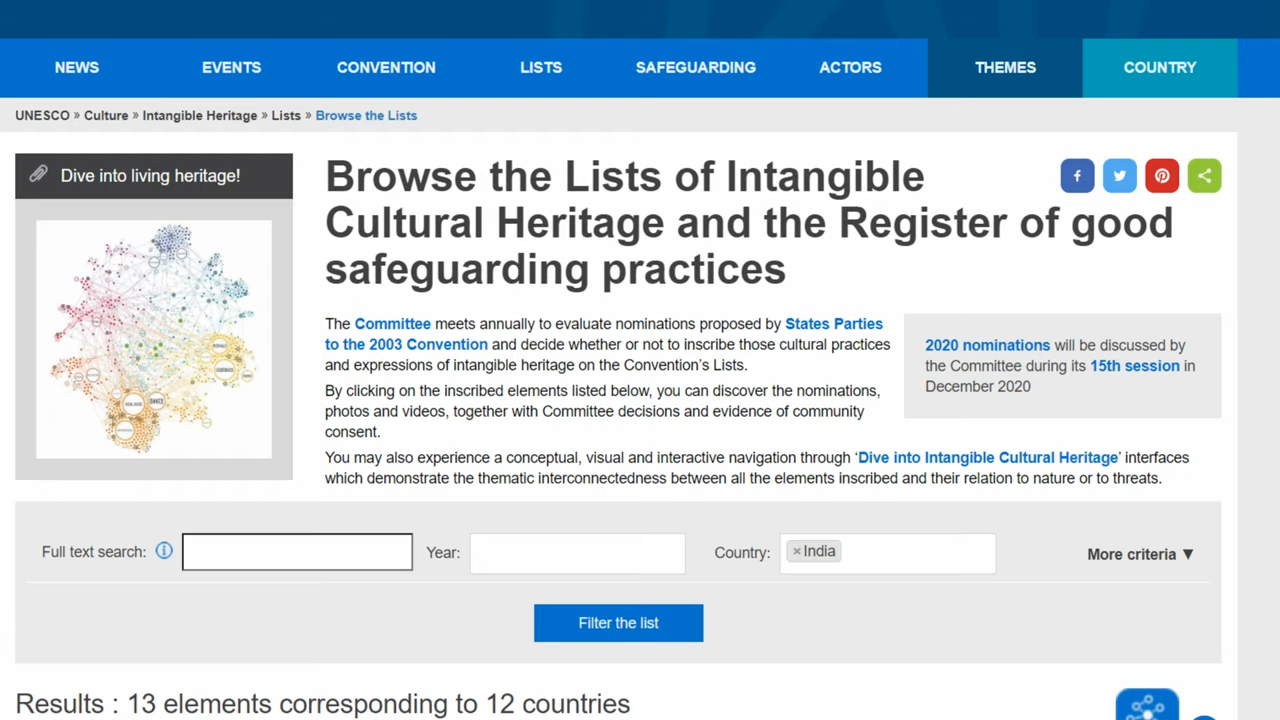 NEWS EVENTS CONVENTION LISTS SAFEGUARDING ACTORS THEMES COUNTRY
UNESCO » Culture » Intangible Heritage » Lists » Browse the Lists
Dive into living heritage!
Browse the Lists of Intangible
Cultural Heritage and the Register of good
safeguarding practices
The Committee meets annually to evaluate nominations proposed by States Parties
to the 2003 Convention and decide whether or not to inscribe those cultural practices
and expressions of intangible heritage on the Convention's Lists.
By clicking on the inscribed elements listed below, you can discover the nominations,
photos and videos, together with Committee decisions and evidence of community
consent.
2020 nominations will be discussed by
the Committee during its 15th session in
December 2020
You may also experience a conceptual, visual and interactive navigation through ‘Dive into Intangible Cultural Heritage’ interfaces
which demonstrate the thematic interconnectedness between all the elements inscribed and their relation to nature or to threats.
Full text search: Year: Country: ×India More criteria ▼
Filter the list
Results : 13 elements corresponding to 12 countries